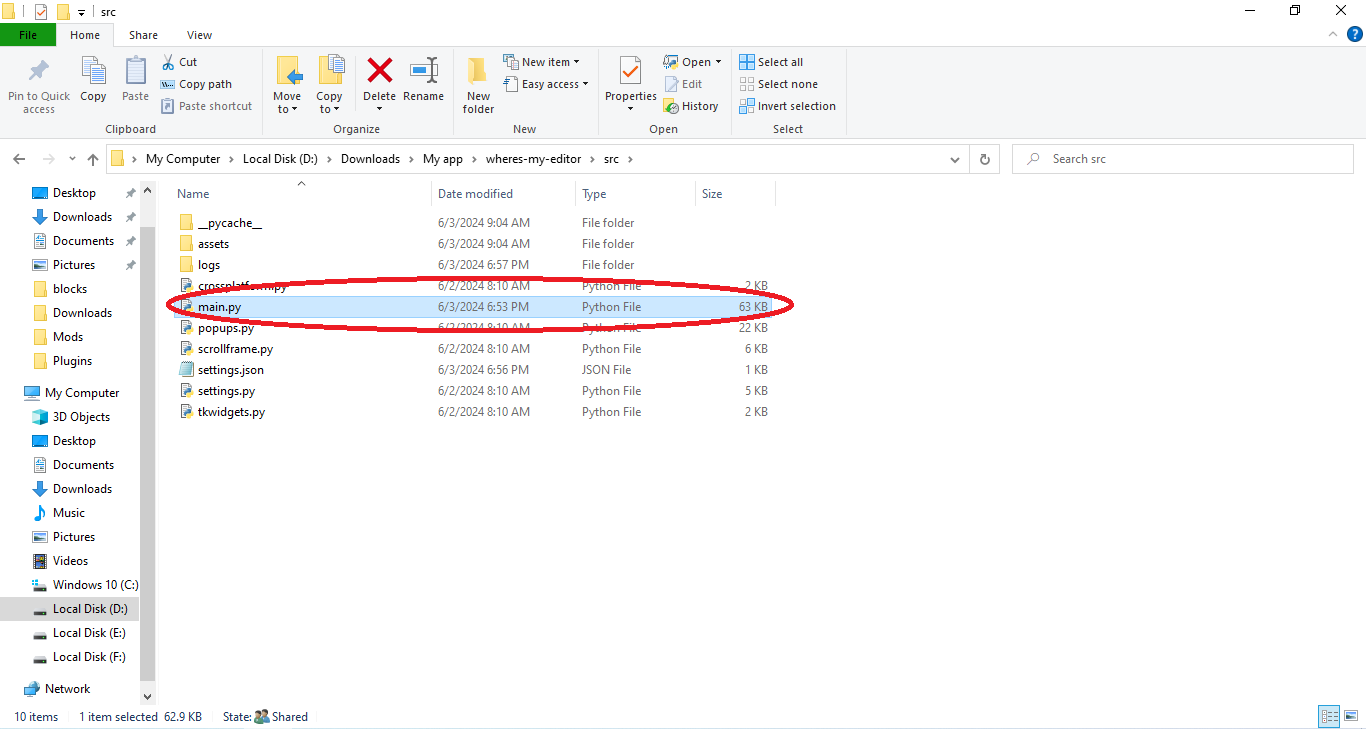 src
File Home Share View
Pin to Quick access
Copy
Paste
Cut
Copy path
Paste shortcut
Clipboard
Move to
Copy to
Delete
Rename
Organize
New folder
New item
Easy access
New
Properties
Open
Edit
History
Open
Select all
Select none
Invert selection
Select
My Computer Local Disk (D:) Downloads My app wheres-my-editor src
Search src
Desktop
Downloads
Documents
Pictures
blocks
Downloads
Mods
Plugins
My Computer
3D Objects
Desktop
Documents
Downloads
Music
Pictures
Videos
Windows 10 (C:)
Local Disk (D:)
Local Disk (E:)
Local Disk (F:)
Network
Name Date modified Type Size
__pycache__ 6/3/2024 9:04 AM File folder
assets 6/3/2024 9:04 AM File folder
logs 6/3/2024 6:57 PM File folder
crossplatform.py 6/2/2024 8:10 AM Python File 2 KB
main.py 6/3/2024 6:53 PM Python File 63 KB
popups.py 6/2/2024 8:10 AM Python File 22 KB
scrollframe.py 6/2/2024 8:10 AM Python File 6 KB
settings.json 6/3/2024 6:56 PM JSON File 1 KB
settings.py 6/2/2024 8:10 AM Python File 5 KB
tkwidgets.py 6/2/2024 8:10 AM Python File 2 KB
10 items 1 item selected 62.9 KB State: Shared